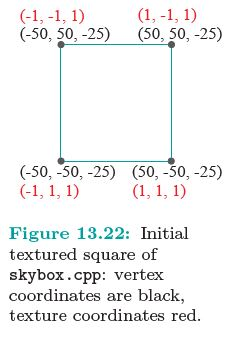 (-1, -1, 1) (1, -1, 1)
(-50, 50, -25) (50, 50, -25)
(-50, -50, -25) (50, -50, -25)
(-1, 1, 1) (1, 1, 1)
Figure 13.22: Initial
textured square of
skybox.cpp: vertex
coordinates are black,
texture coordinates red.